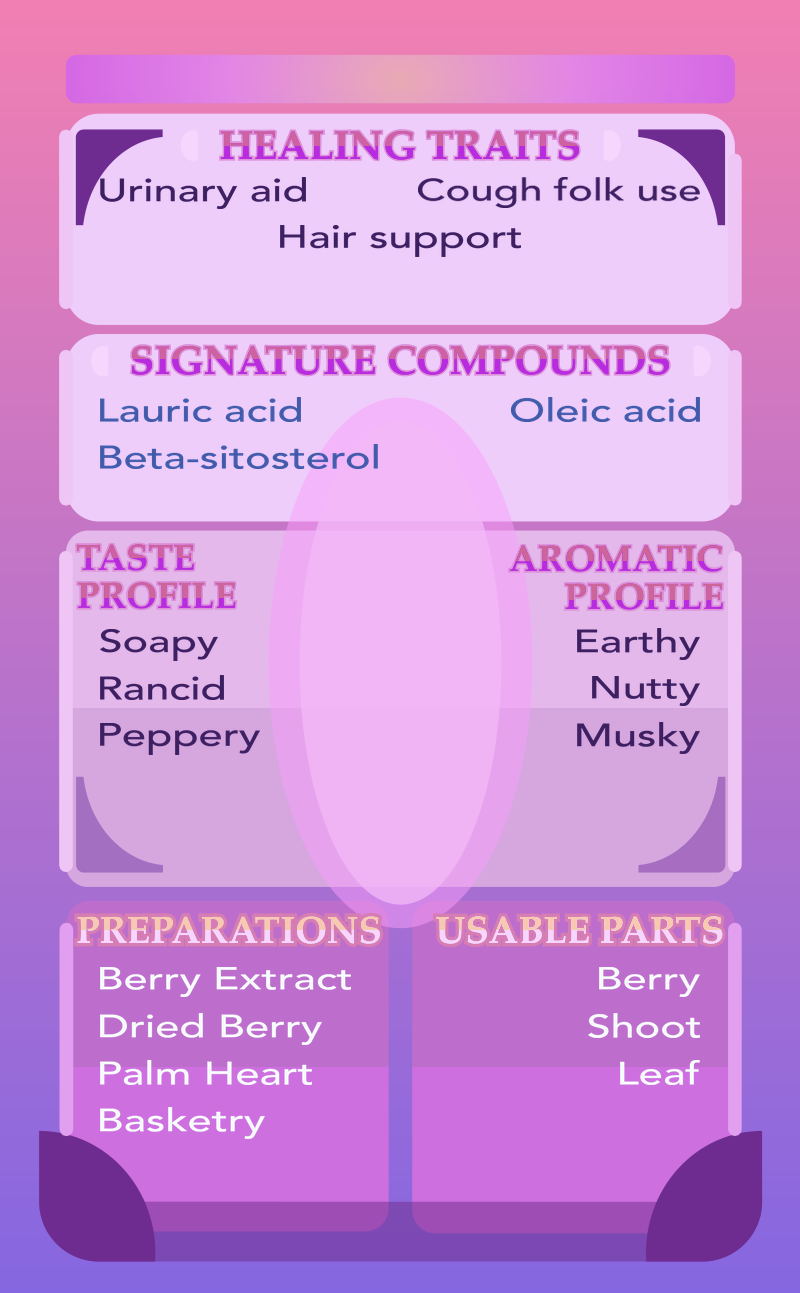 HEALING TRAITS
Urinary aid
Cough folk use
Hair support
SIGNATURE COMPOUNDS
Lauric acid
Oleic acid
Beta-sitosterol
TASTE
PROFILE
Soapy
Rancid
Peppery
AROMATIC
PROFILE
Earthy
Nutty
Musky
PREPARATIONS
Berry Extract
Dried Berry
Palm Heart
Basketry
USABLE PARTS
Berry
Shoot
Leaf